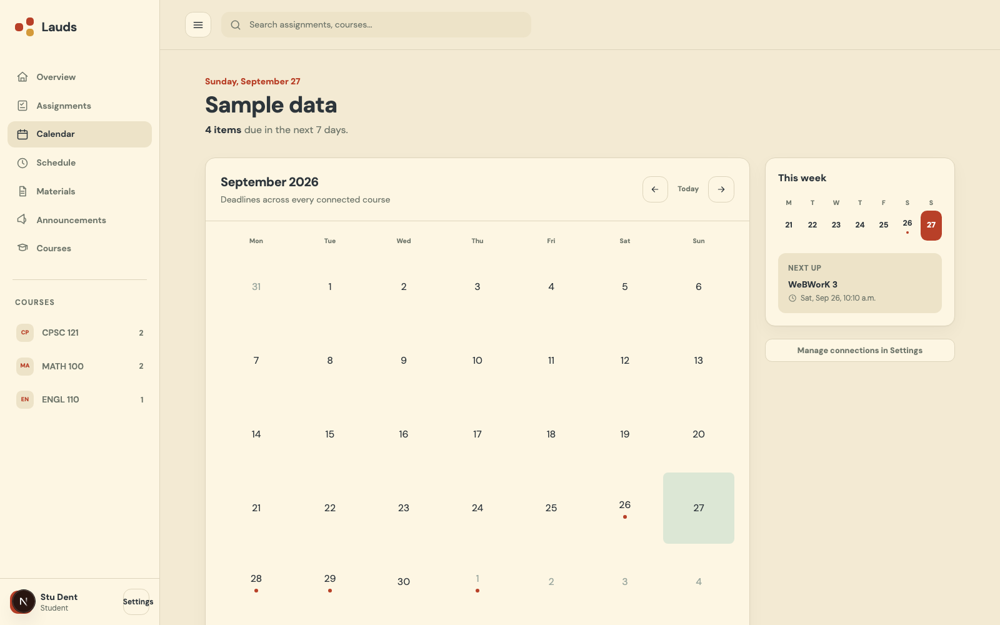 Lauds
Search assignments, courses...
Overview
Assignments
Calendar
Schedule
Materials
Announcements
Courses
COURSES
CP CPSC 121 2
MA MATH 100 2
EN ENGL 110 1
N Stu Dent
Student
Settings
Sunday, September 27
Sample data
4 items due in the next 7 days.
September 2026
Deadlines across every connected course
← Today →
Mon Tue Wed Thu Fri Sat Sun
31 1 2 3 4 5 6
7 8 9 10 11 12 13
14 15 16 17 18 19 20
21 22 23 24 25 26 27
28 29 30 1 2 3 4
This week
M T W T F S S
21 22 23 24 25 26 27
NEXT UP
WeBWorK 3
Sat, Sep 26, 10:10 a.m.
Manage connections in Settings